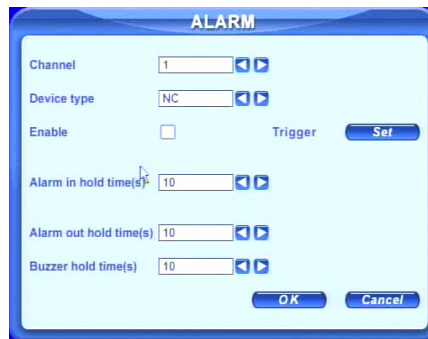 ALARM
Channel 1
Device type NC
Enable Trigger Set
Alarm in hold time(s) 10
Alarm out hold time(s) 10
Buzzer hold time(s) 10
OK Cancel